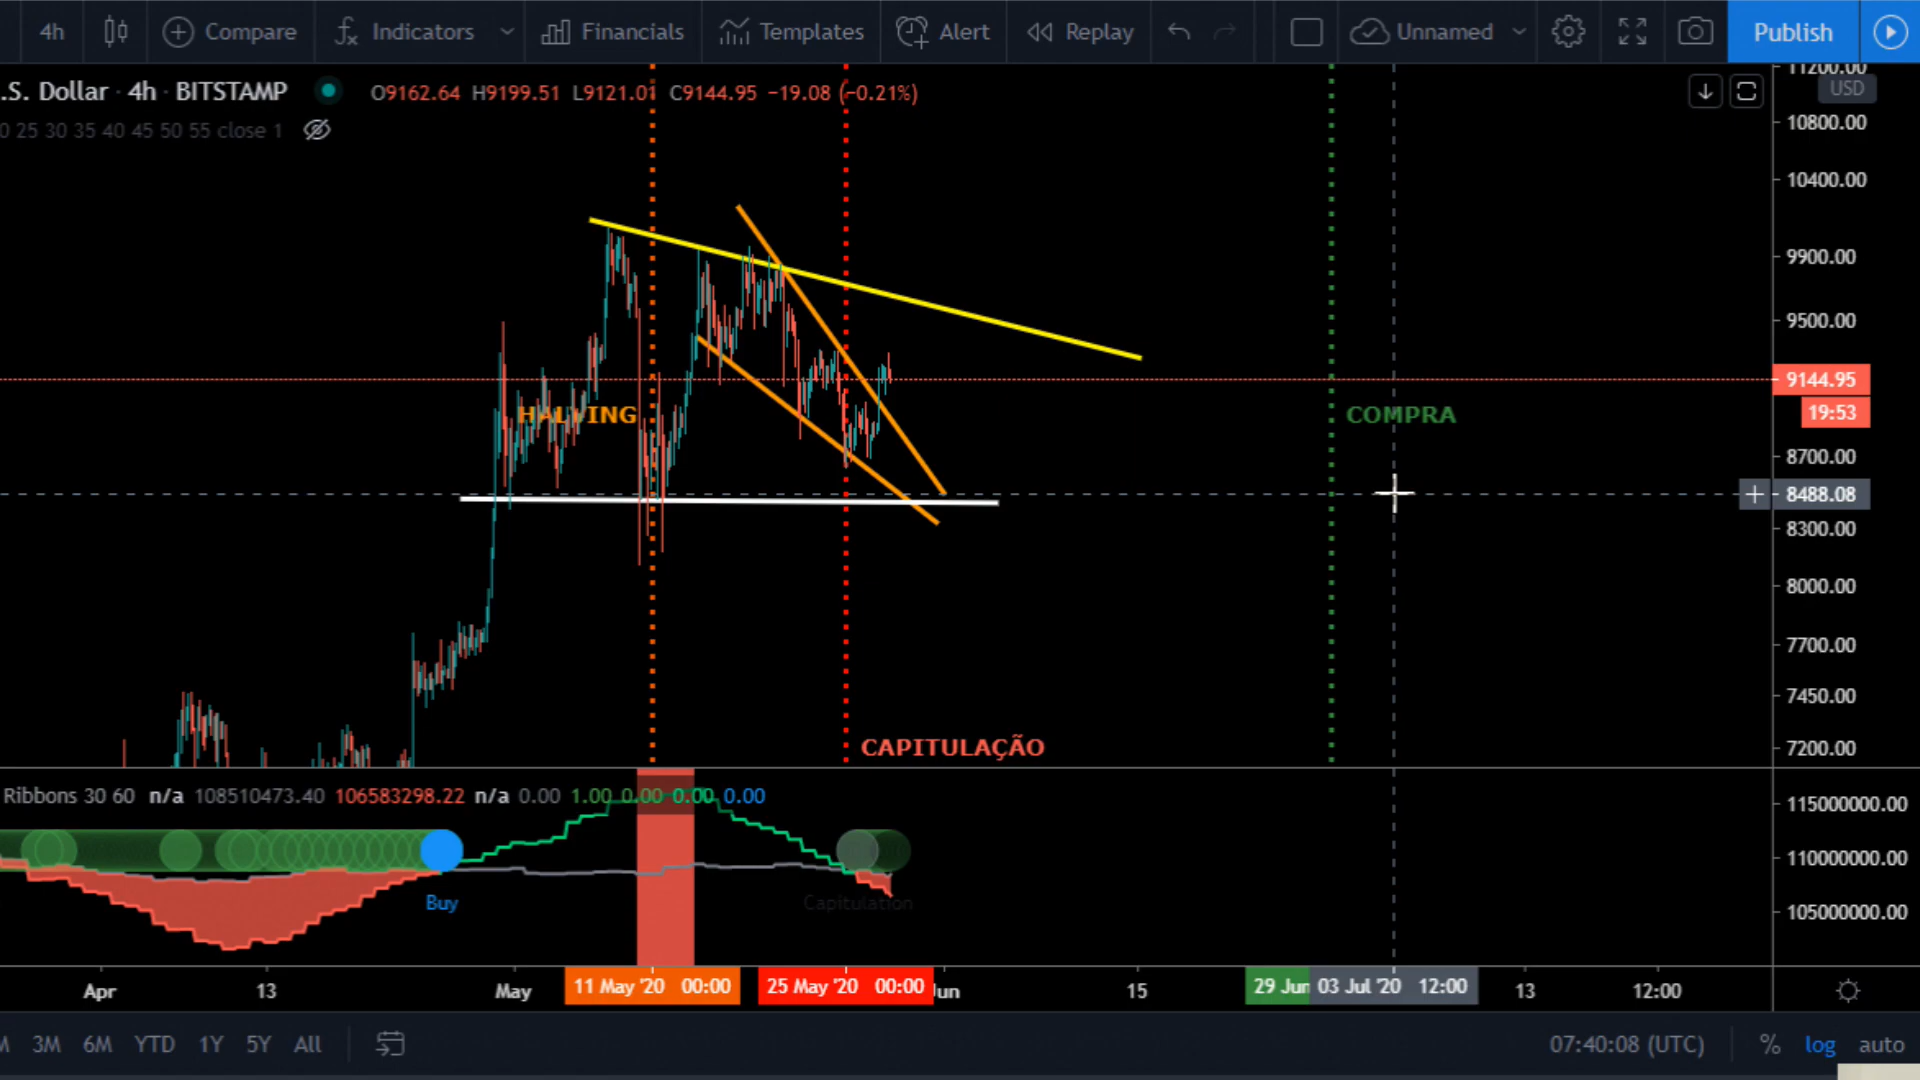 4h Compare Indicators Financials Templates Alert Replay Unnamed Publish
.S. Dollar · 4h · BITSTAMP O9162.64 H9199.51 L9121.01 C9144.95 −19.08 (−0.21%)
0 25 30 35 40 45 50 55 close 1
11200.00
USD
10800.00
10400.00
9900.00
9500.00
9144.95
19:53
HALVING
COMPRA
8700.00
8488.08
8300.00
8000.00
7700.00
7450.00
7200.00
CAPITULAÇÃO
Ribbons 30 60 n/a 108510473.40 106583298.22 n/a 0.00 1.00 0.00 0.00 0.00
115000000.00
110000000.00
105000000.00
Buy
Capitulation
Apr 13 May 11 May '20 00:00 25 May '20 00:00 Jun 15 29 Jun 03 Jul '20 12:00 13 12:00
M 3M 6M YTD 1Y 5Y All 07:40:08 (UTC) % log auto